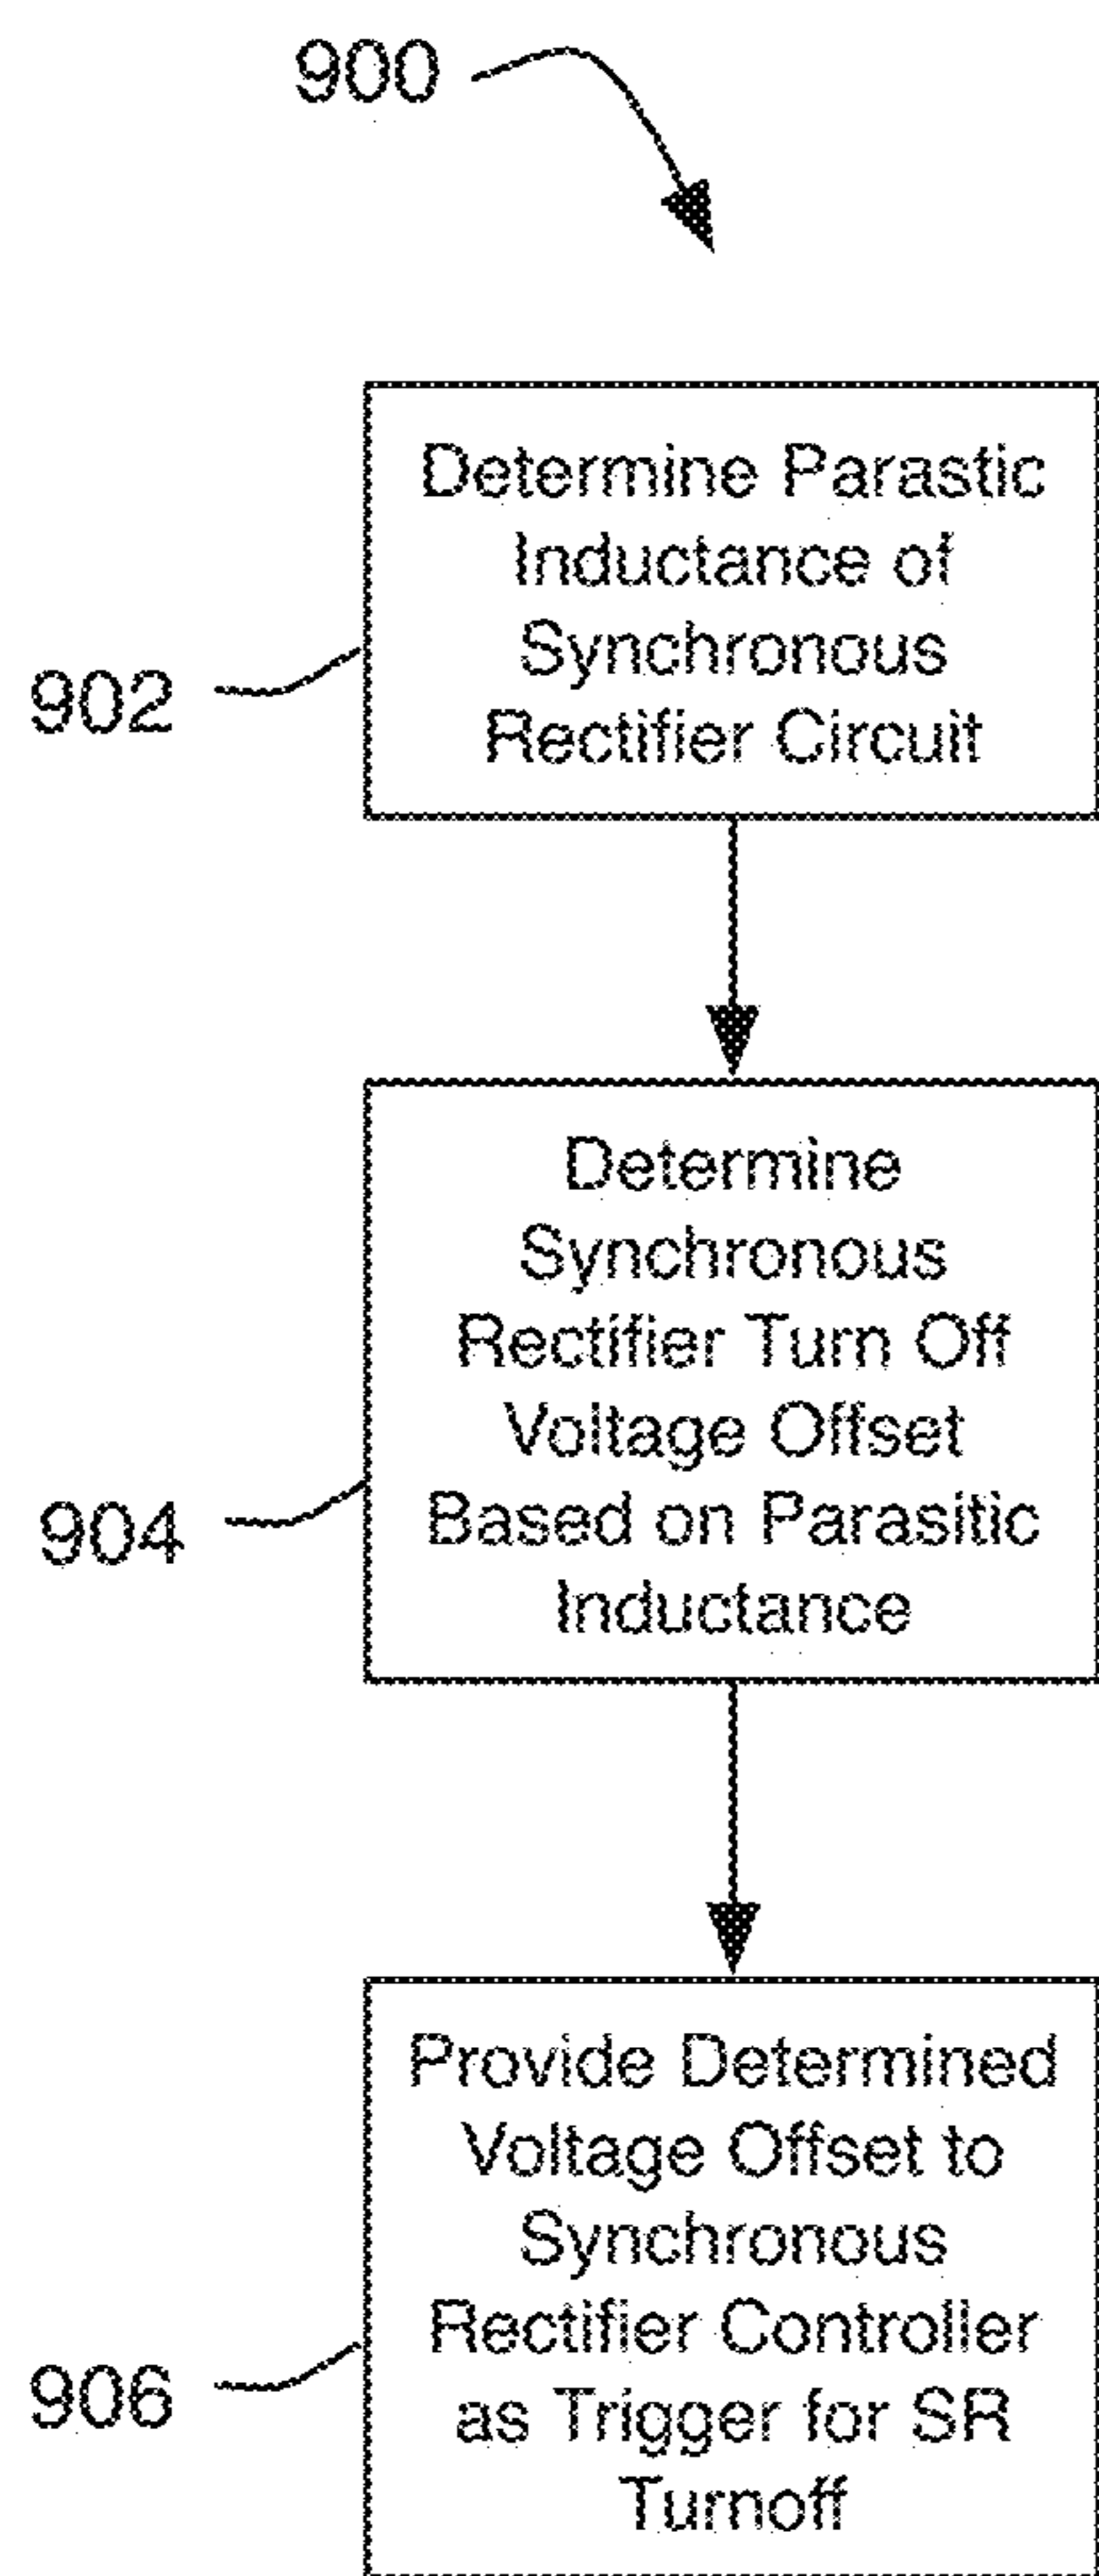 900
Determine Parastic
Inductance of
Synchronous
Rectifier Circuit
902
Determine
Synchronous
Rectifier Turn Off
Voltage Offset
Based on Parasitic
Inductance
904
Provide Determined
Voltage Offset to
Synchronous
Rectifier Controller
as Trigger for SR
Turnoff
906